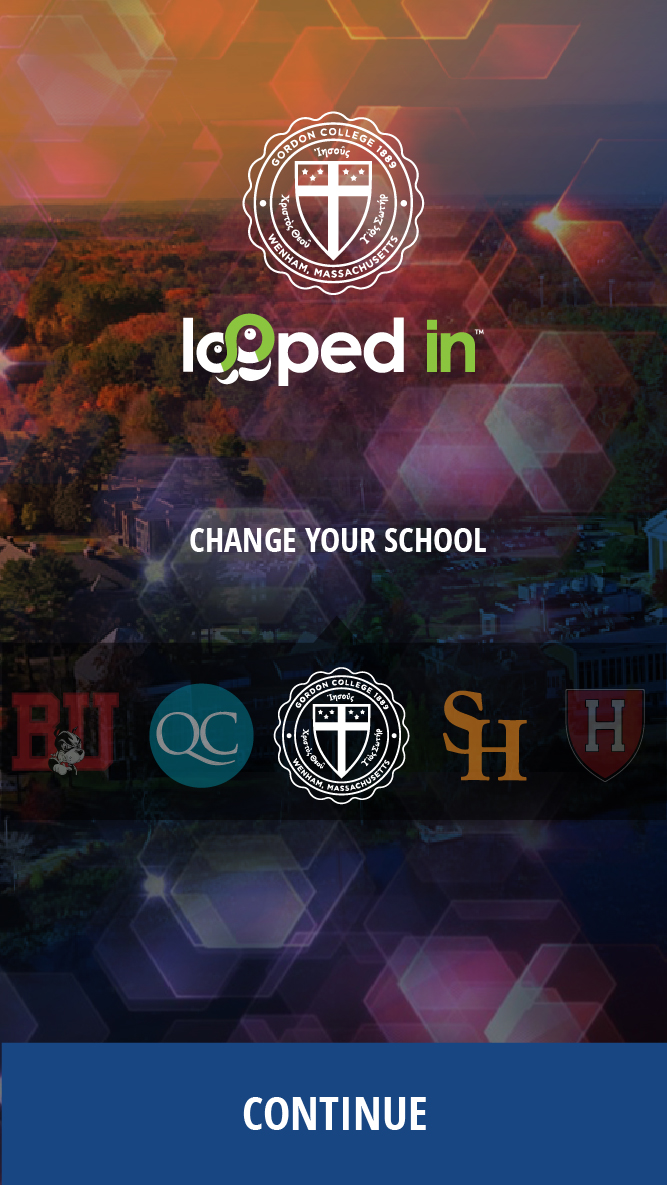 GORDON COLLEGE 1889
Ἰησοῦς
Χριστὸς Θεοῦ
Υἱὸς Σωτήρ
WENHAM, MASSACHUSETTS
looped in™
CHANGE YOUR SCHOOL
BU
QC
GORDON COLLEGE 1889
Ἰησοῦς
Χριστὸς Θεοῦ
Υἱὸς Σωτήρ
WENHAM, MASSACHUSETTS
SH
H
CONTINUE